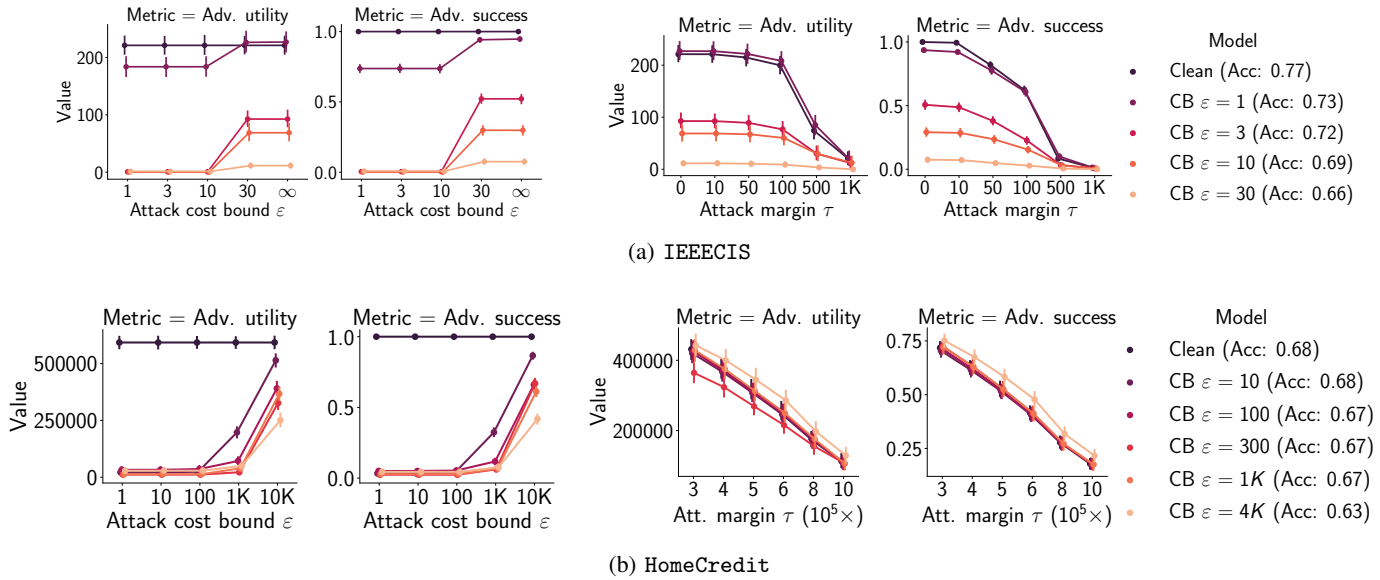 Metric = Adv. utility
Metric = Adv. success
Metric = Adv. utility
Metric = Adv. success
Model
Value
200
100
0
1.0
0.5
0.0
Value
200
150
100
50
0
1.0
0.5
0.0
1 3 10 30 ∞
1 3 10 30 ∞
0 10 50 100 500 1K
0 10 50 100 500 1K
Attack cost bound ε
Attack cost bound ε
Attack margin τ
Attack margin τ
Clean (Acc: 0.77)
CB ε = 1 (Acc: 0.73)
CB ε = 3 (Acc: 0.72)
CB ε = 10 (Acc: 0.69)
CB ε = 30 (Acc: 0.66)
(a) IEEECIS
Metric = Adv. utility
Metric = Adv. success
Metric = Adv. utility
Metric = Adv. success
Model
Value
500000
250000
0
1.0
0.5
0.0
Value
400000
200000
0.75
0.50
0.25
1 10 100 1K 10K
1 10 100 1K 10K
3 4 5 6 8 10
3 4 5 6 8 10
Attack cost bound ε
Attack cost bound ε
Att. margin τ (10⁵×)
Att. margin τ (10⁵×)
Clean (Acc: 0.68)
CB ε = 10 (Acc: 0.68)
CB ε = 100 (Acc: 0.67)
CB ε = 300 (Acc: 0.67)
CB ε = 1K (Acc: 0.67)
CB ε = 4K (Acc: 0.63)
(b) HomeCredit